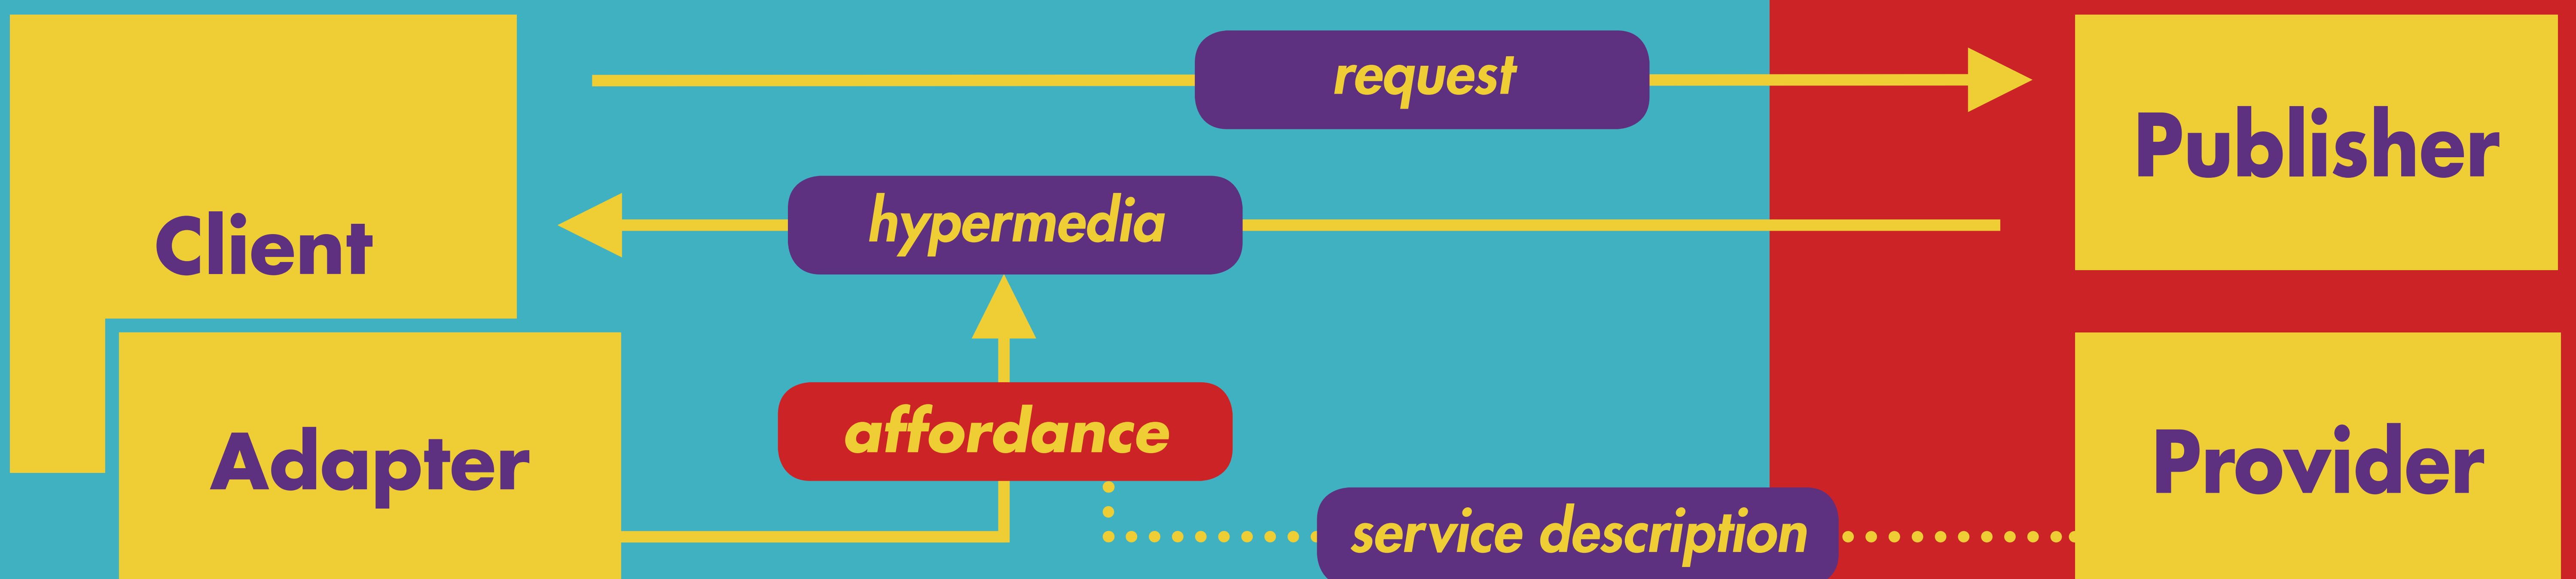 request
Publisher
hypermedia
Client
affordance
Adapter
Provider
service description